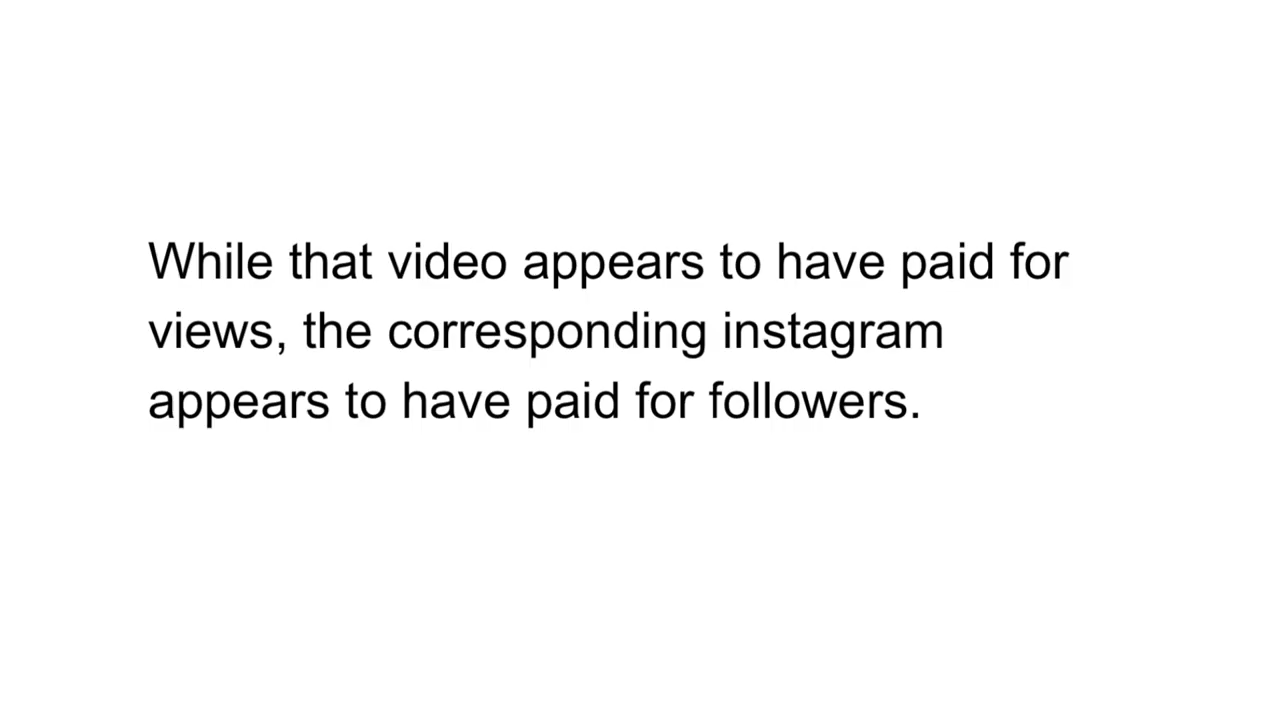 While that video appears to have paid for
views, the corresponding instagram
appears to have paid for followers.